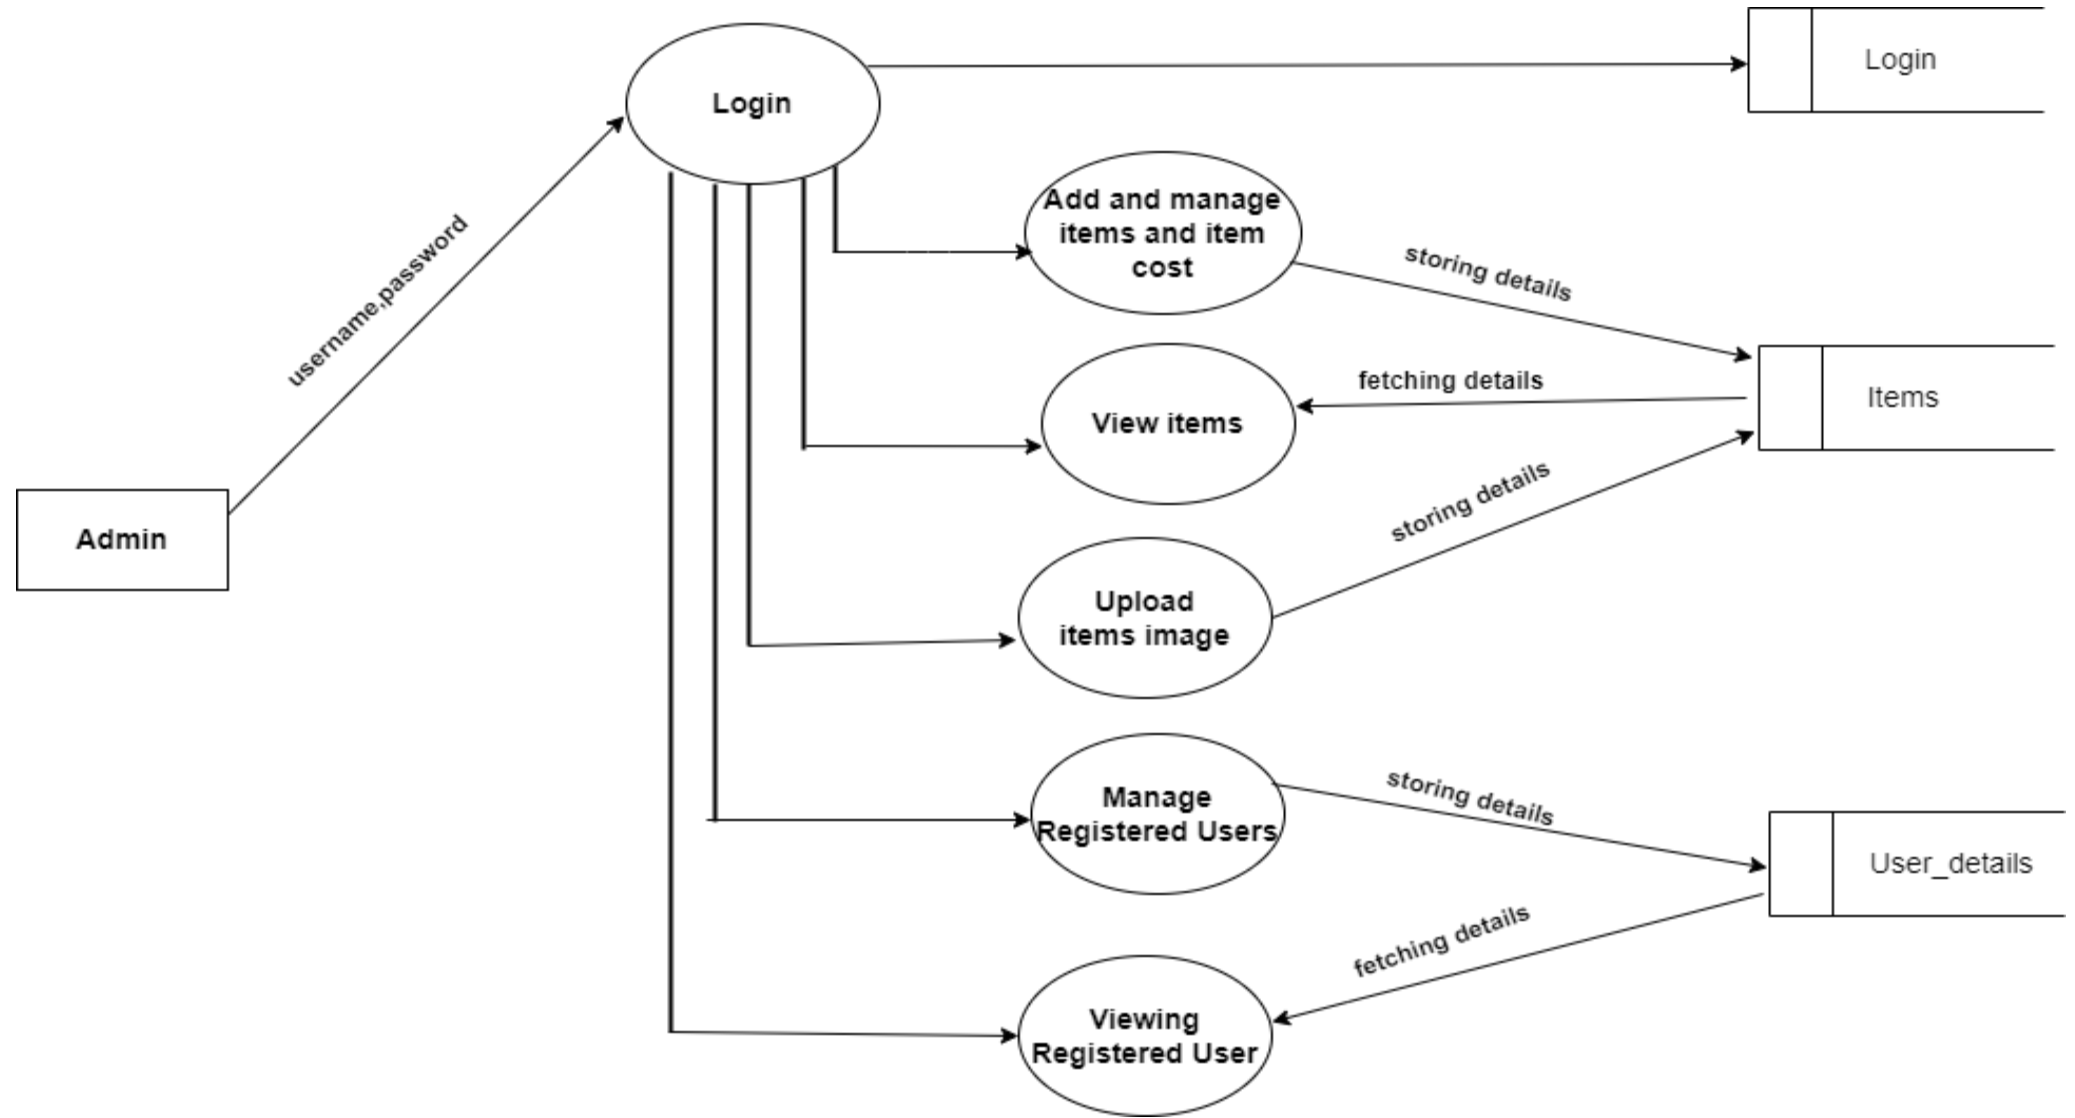 Login
Login
Add and manage
items and item
cost
storing details
username,password
fetching details
Items
View items
storing details
Admin
Upload
items image
Manage
Registered Users
storing details
User_details
fetching details
Viewing
Registered User